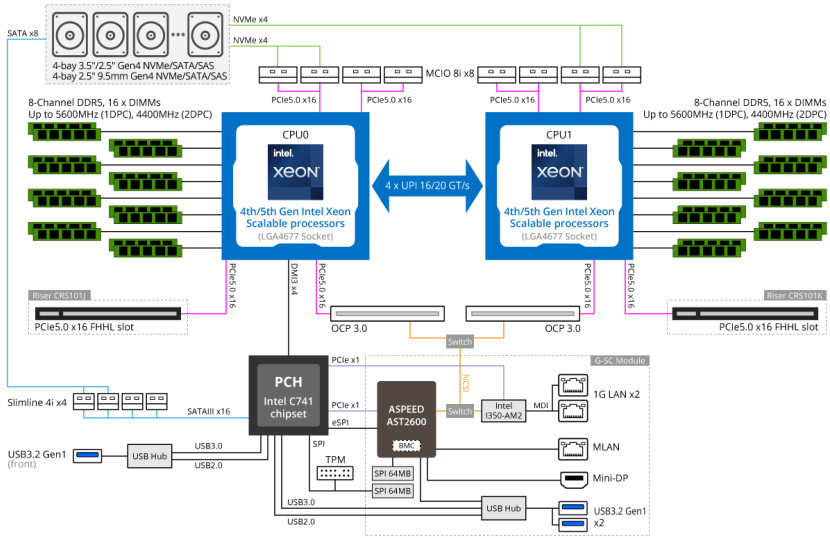 SATA x8
NVMe x4
NVMe x4
4-bay 3.5"/2.5" Gen4 NVMe/SATA/SAS
4-bay 2.5" 9.5mm Gen4 NVMe/SATA/SAS
MCIO 8i x8
PCIe5.0 x16
PCIe5.0 x16
PCIe5.0 x16
PCIe5.0 x16
8-Channel DDR5, 16 x DIMMs
Up to 5600MHz (1DPC), 4400MHz (2DPC)
8-Channel DDR5, 16 x DIMMs
Up to 5600MHz (1DPC), 4400MHz (2DPC)
CPU0
intel.
xeon
4th/5th Gen Intel Xeon
Scalable processors
(LGA4677 Socket)
4 x UPI 16/20 GT/s
CPU1
intel.
xeon
4th/5th Gen Intel Xeon
Scalable processors
(LGA4677 Socket)
PCIe5.0 x16
DMI3 x4
PCIe5.0 x16
PCIe5.0 x16
PCIe5.0 x16
Riser CRS101J
PCIe5.0 x16 FHHL slot
OCP 3.0
OCP 3.0
Riser CRS101K
PCIe5.0 x16 FHHL slot
Switch
G-SC Module
PCIe x1
NCSI
PCH
Intel C741
chipset
PCIe x1
eSPI
ASPEED
AST2600
BMC
Switch
Intel
I350-AM2
MDI
1G LAN x2
Slimline 4i x4
SATAIII x16
MLAN
USB3.2 Gen1
(front)
USB Hub
USB3.0
USB2.0
SPI
TPM
SPI 64MB
SPI 64MB
Mini-DP
USB3.0
USB2.0
USB Hub
USB3.2 Gen1
x2